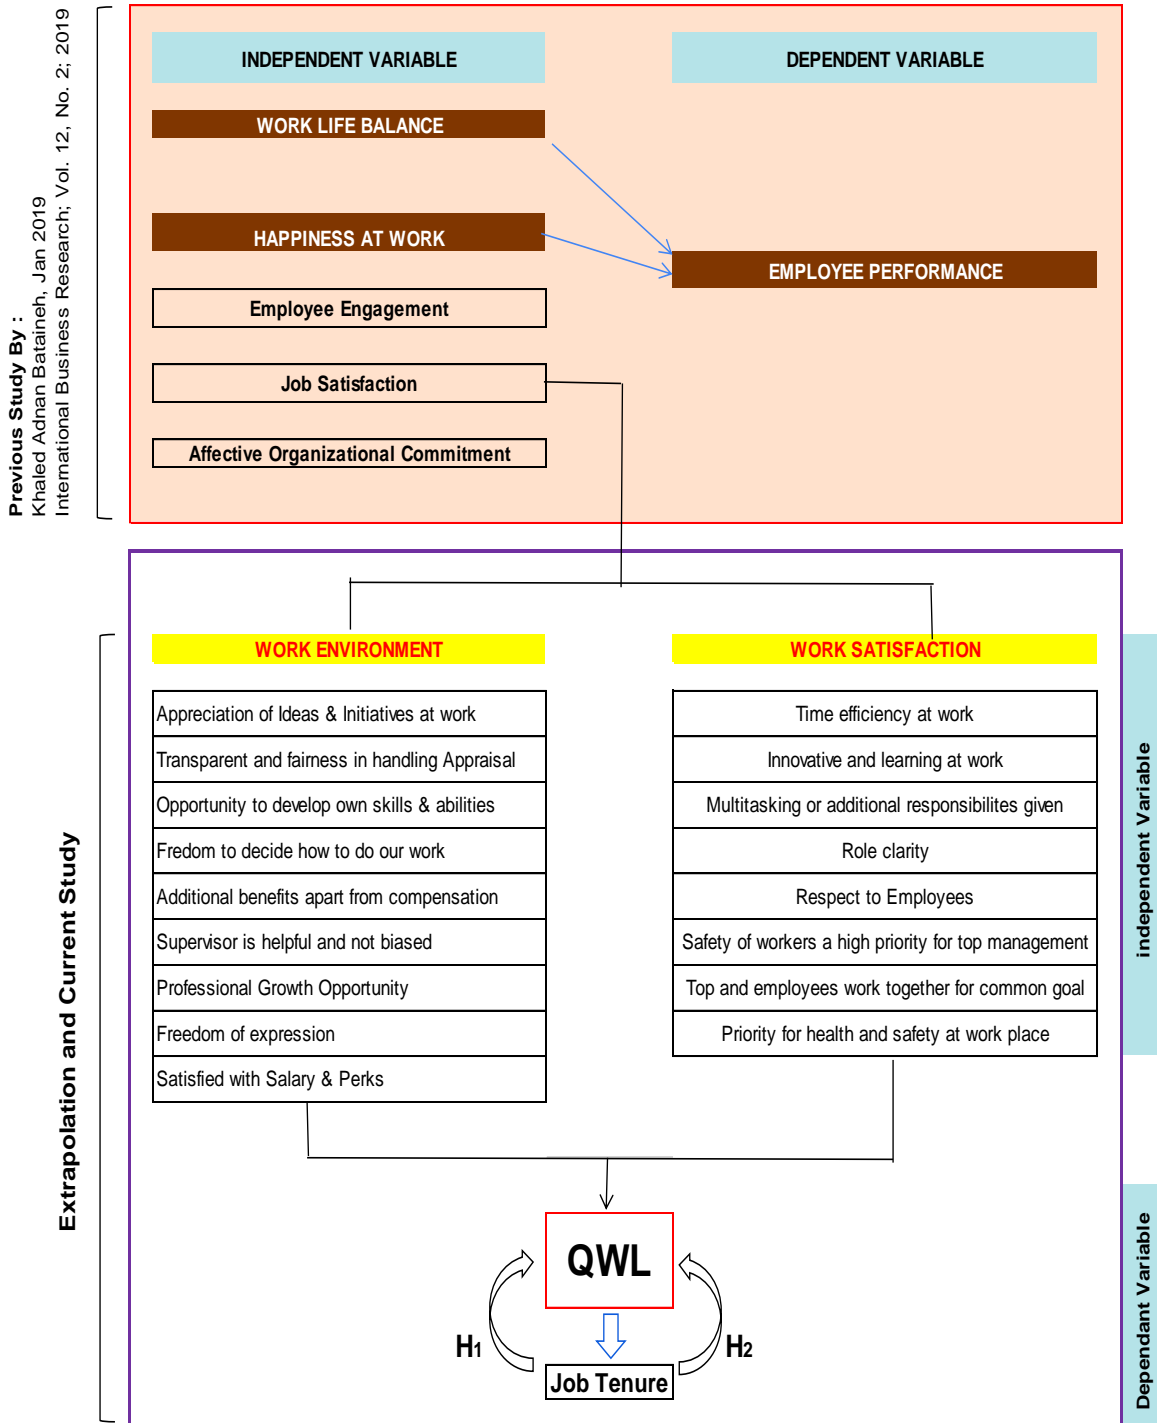 Previous Study By :
Khaled Adnan Bataineh, Jan 2019
International Business Research; Vol. 12, No. 2; 2019
INDEPENDENT VARIABLE
DEPENDENT VARIABLE
WORK LIFE BALANCE
HAPPINESS AT WORK
EMPLOYEE PERFORMANCE
Employee Engagement
Job Satisfaction
Affective Organizational Commitment
Extrapolation and Current Study
WORK ENVIRONMENT
Appreciation of Ideas & Initiatives at work
Transparent and fairness in handling Appraisal
Opportunity to develop own skills & abilities
Fredom to decide how to do our work
Additional benefits apart from compensation
Supervisor is helpful and not biased
Professional Growth Opportunity
Freedom of expression
Satisfied with Salary & Perks
WORK SATISFACTION
Time efficiency at work
Innovative and learning at work
Multitasking or additional responsibilites given
Role clarity
Respect to Employees
Safety of workers a high priority for top management
Top and employees work together for common goal
Priority for health and safety at work place
independent Variable
QWL
H1
H2
Job Tenure
Dependant Variable